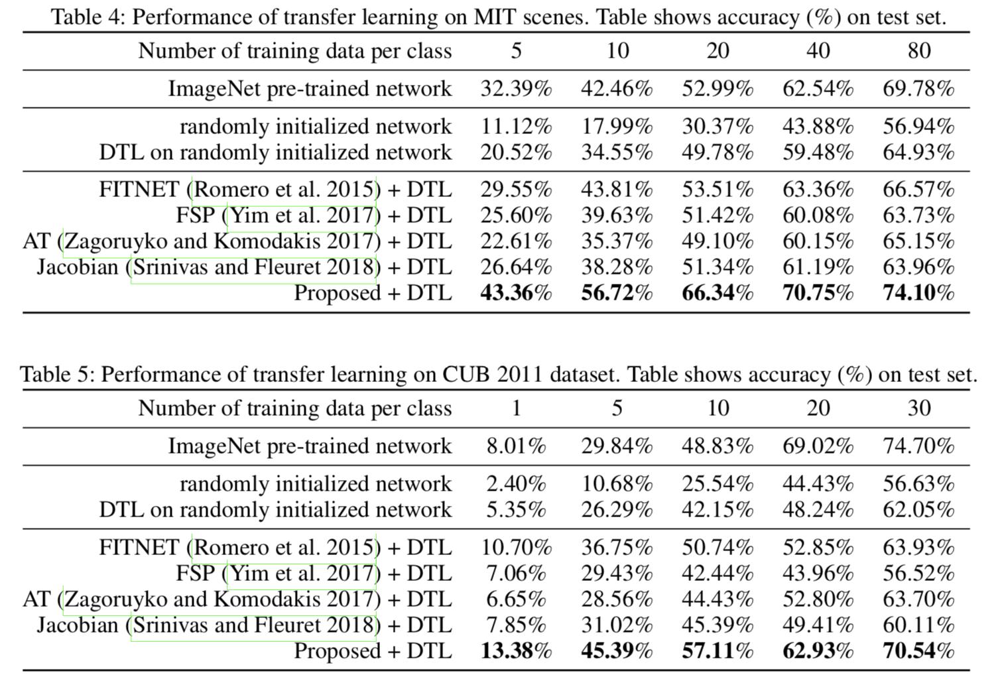 Table 4: Performance of transfer learning on MIT scenes. Table shows accuracy (%) on test set.
Number of training data per class 5 10 20 40 80
ImageNet pre-trained network 32.39% 42.46% 52.99% 62.54% 69.78%
randomly initialized network 11.12% 17.99% 30.37% 43.88% 56.94%
DTL on randomly initialized network 20.52% 34.55% 49.78% 59.48% 64.93%
FITNET (Romero et al. 2015) + DTL 29.55% 43.81% 53.51% 63.36% 66.57%
FSP (Yim et al. 2017) + DTL 25.60% 39.63% 51.42% 60.08% 63.73%
AT (Zagoruyko and Komodakis 2017) + DTL 22.61% 35.37% 49.10% 60.15% 65.15%
Jacobian (Srinivas and Fleuret 2018) + DTL 26.64% 38.28% 51.34% 61.19% 63.96%
Proposed + DTL 43.36% 56.72% 66.34% 70.75% 74.10%
Table 5: Performance of transfer learning on CUB 2011 dataset. Table shows accuracy (%) on test set.
Number of training data per class 1 5 10 20 30
ImageNet pre-trained network 8.01% 29.84% 48.83% 69.02% 74.70%
randomly initialized network 2.40% 10.68% 25.54% 44.43% 56.63%
DTL on randomly initialized network 5.35% 26.29% 42.15% 48.24% 62.05%
FITNET (Romero et al. 2015) + DTL 10.70% 36.75% 50.74% 52.85% 63.93%
FSP (Yim et al. 2017) + DTL 7.06% 29.43% 42.44% 43.96% 56.52%
AT (Zagoruyko and Komodakis 2017) + DTL 6.65% 28.56% 44.43% 52.80% 63.70%
Jacobian (Srinivas and Fleuret 2018) + DTL 7.85% 31.02% 45.39% 49.41% 60.11%
Proposed + DTL 13.38% 45.39% 57.11% 62.93% 70.54%